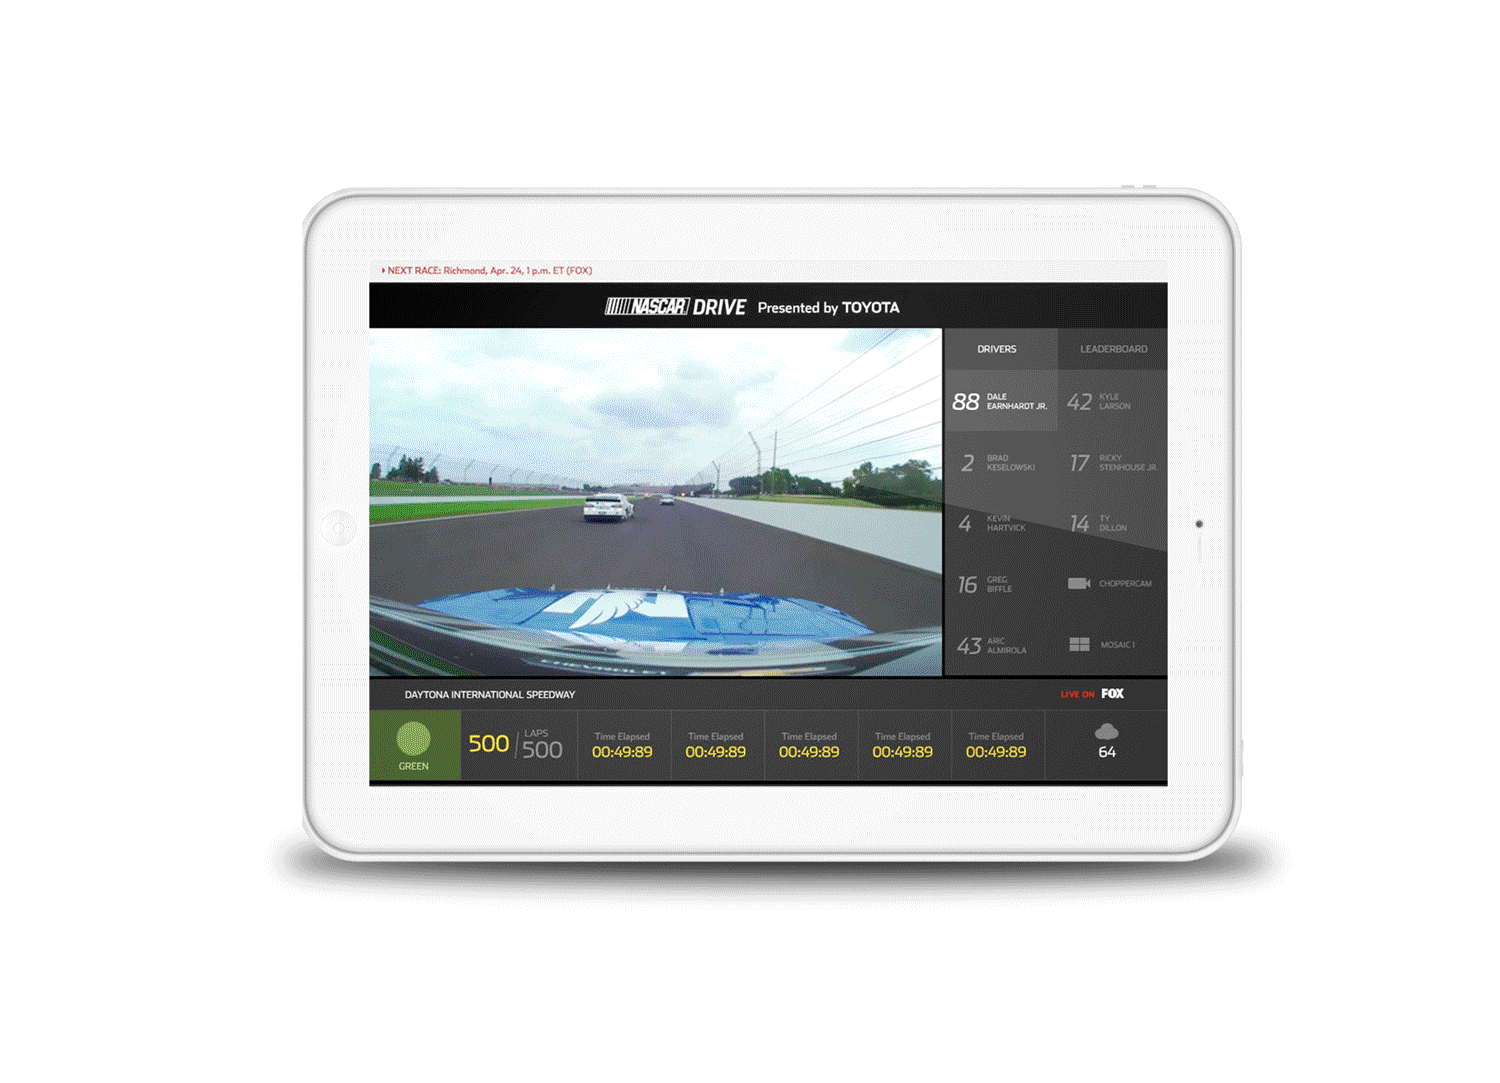 NEXT RACE: Richmond, Apr. 24, 1 p.m. ET (FOX)
NASCAR DRIVE Presented by TOYOTA
DRIVERS
LEADERBOARD
88 DALE
EARNHARDT JR.
42 KYLE
LARSON
2 BRAD
KESELOWSKI
17 RICKY
STENHOUSE JR.
4 KEVIN
HARTVICK
14 TY
DILLON
16 GREG
BIFFLE
CHOPPERCAM
43 ARIC
ALMIROLA
MOSAIC 1
CHEVROLET
DAYTONA INTERNATIONAL SPEEDWAY
LIVE ON FOX
GREEN
500 / LAPS
500
Time Elapsed
00:49:89
Time Elapsed
00:49:89
Time Elapsed
00:49:89
Time Elapsed
00:49:89
Time Elapsed
00:49:89
64